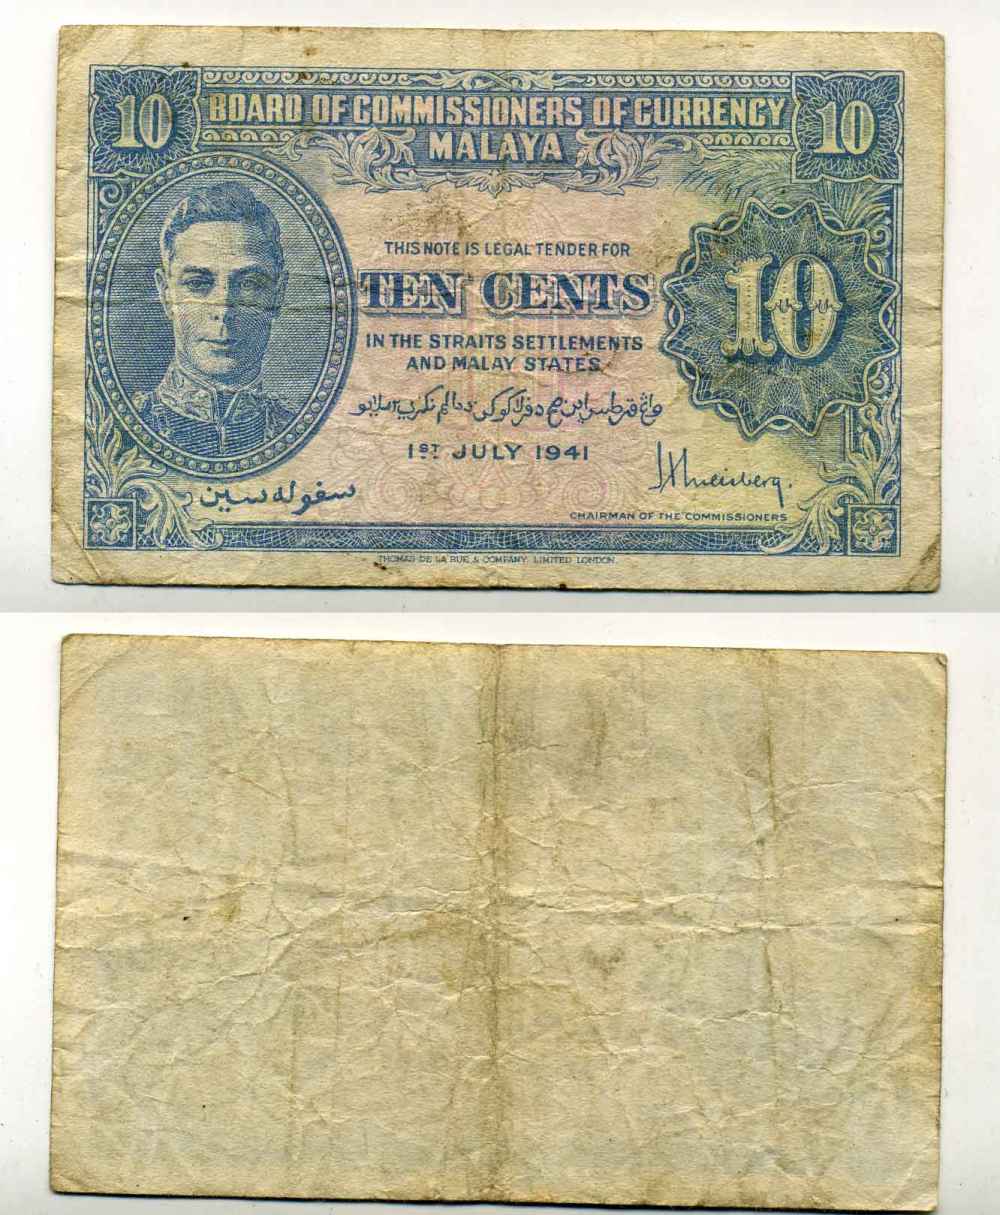 10 BOARD OF COMMISSIONERS OF CURRENCY 10
MALAYA
THIS NOTE IS LEGAL TENDER FOR
TEN CENTS
10
IN THE STRAITS SETTLEMENTS
AND MALAY STATES
1ST JULY 1941
سفوله سين
CHAIRMAN OF THE COMMISSIONERS
THOMAS DE LA RUE & COMPANY, LIMITED LONDON.